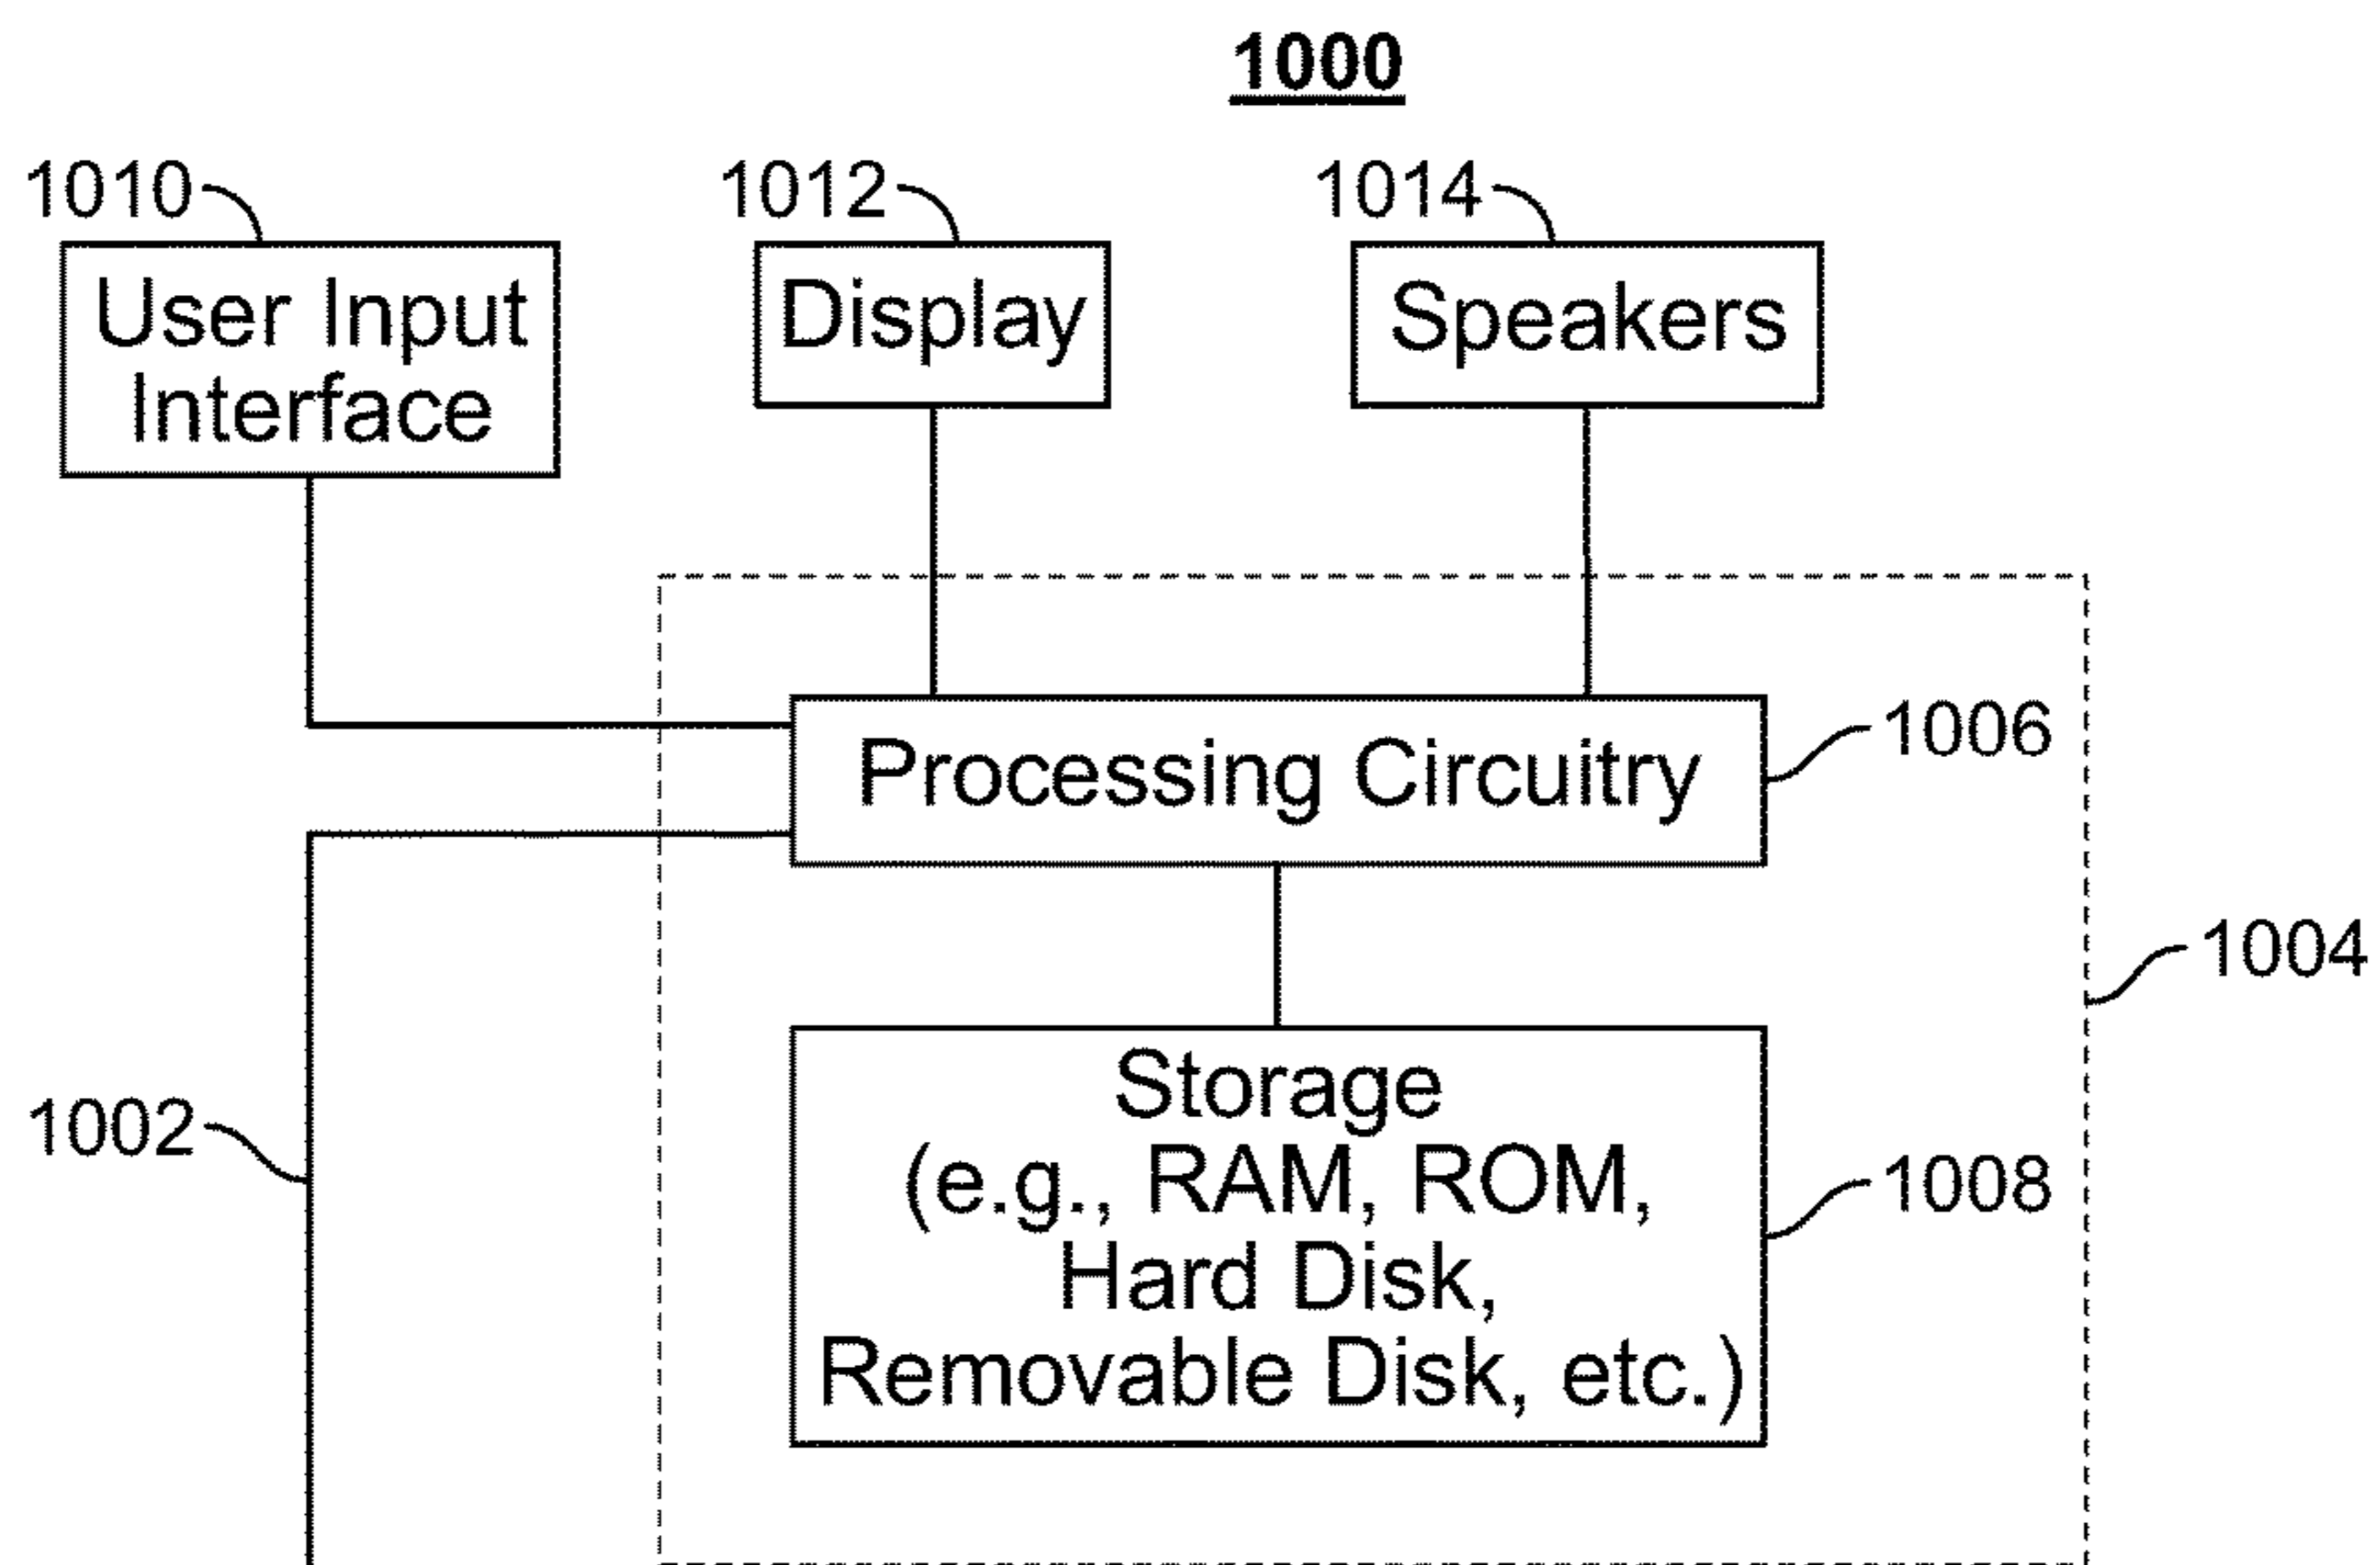 1000
1010
1012
1014
User Input
Interface
Display
Speakers
Processing Circuitry
1006
1004
Storage
(e.g., RAM, ROM,
Hard Disk,
Removable Disk, etc.)
1002
1008